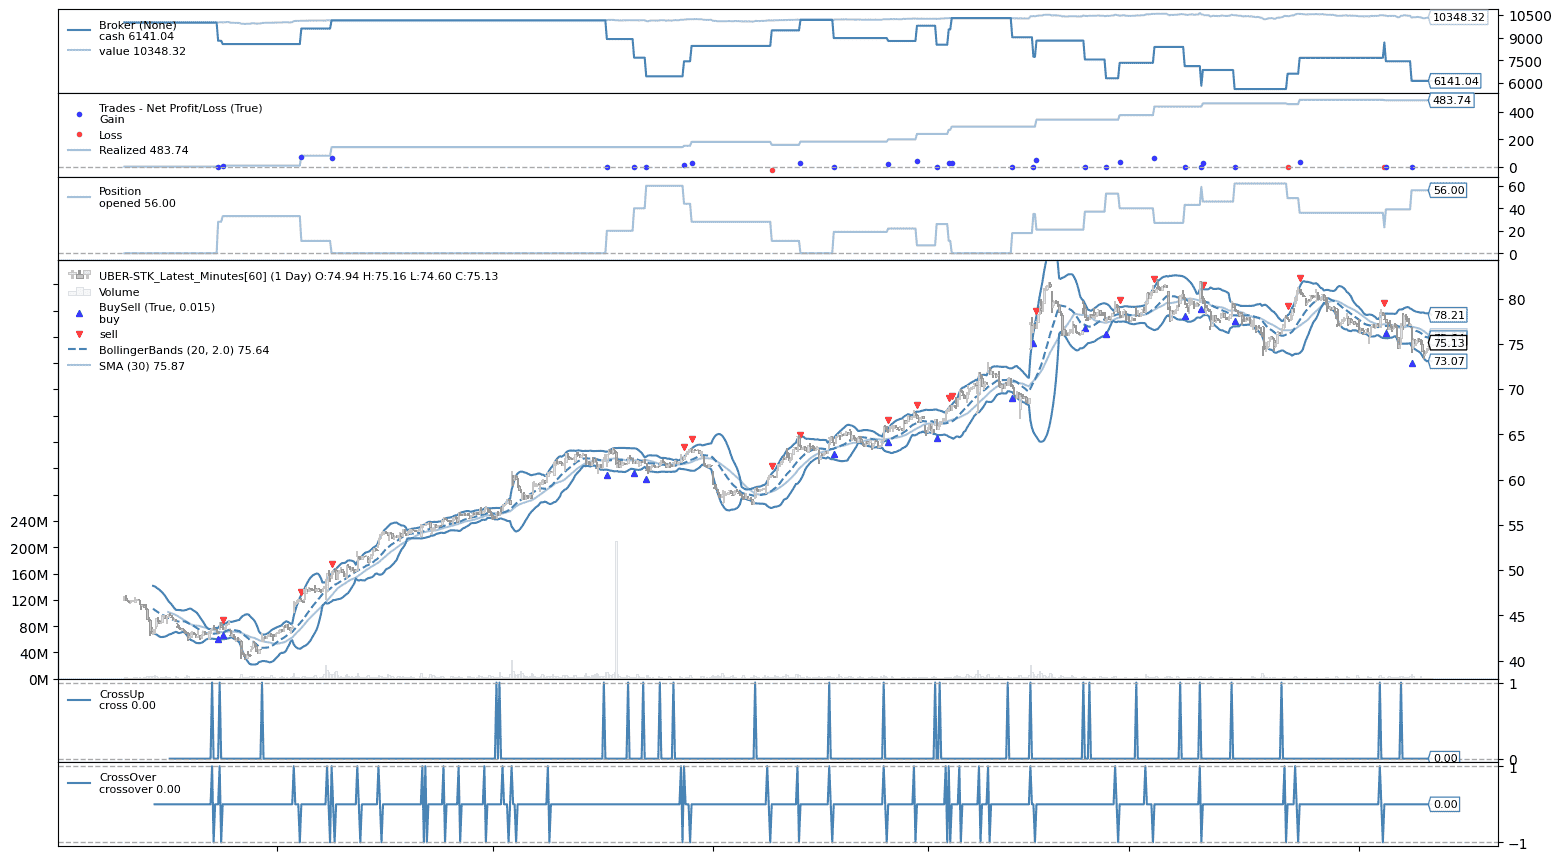 Broker (None)
cash 6141.04
value 10348.32
10500
9000
7500
6000
10348.32
6141.04
Trades - Net Profit/Loss (True)
Gain
Loss
Realized 483.74
400
200
0
483.74
Position
opened 56.00
60
40
20
0
56.00
UBER-STK_Latest_Minutes[60] (1 Day) O:74.94 H:75.16 L:74.60 C:75.13
Volume
BuySell (True, 0.015)
buy
sell
BollingerBands (20, 2.0) 75.64
SMA (30) 75.87
80
75
70
65
60
55
50
45
40
78.21
75.13
73.07
240M
200M
160M
120M
80M
40M
0M
CrossUp
cross 0.00
1
0
0.00
CrossOver
crossover 0.00
1
−1
0.00